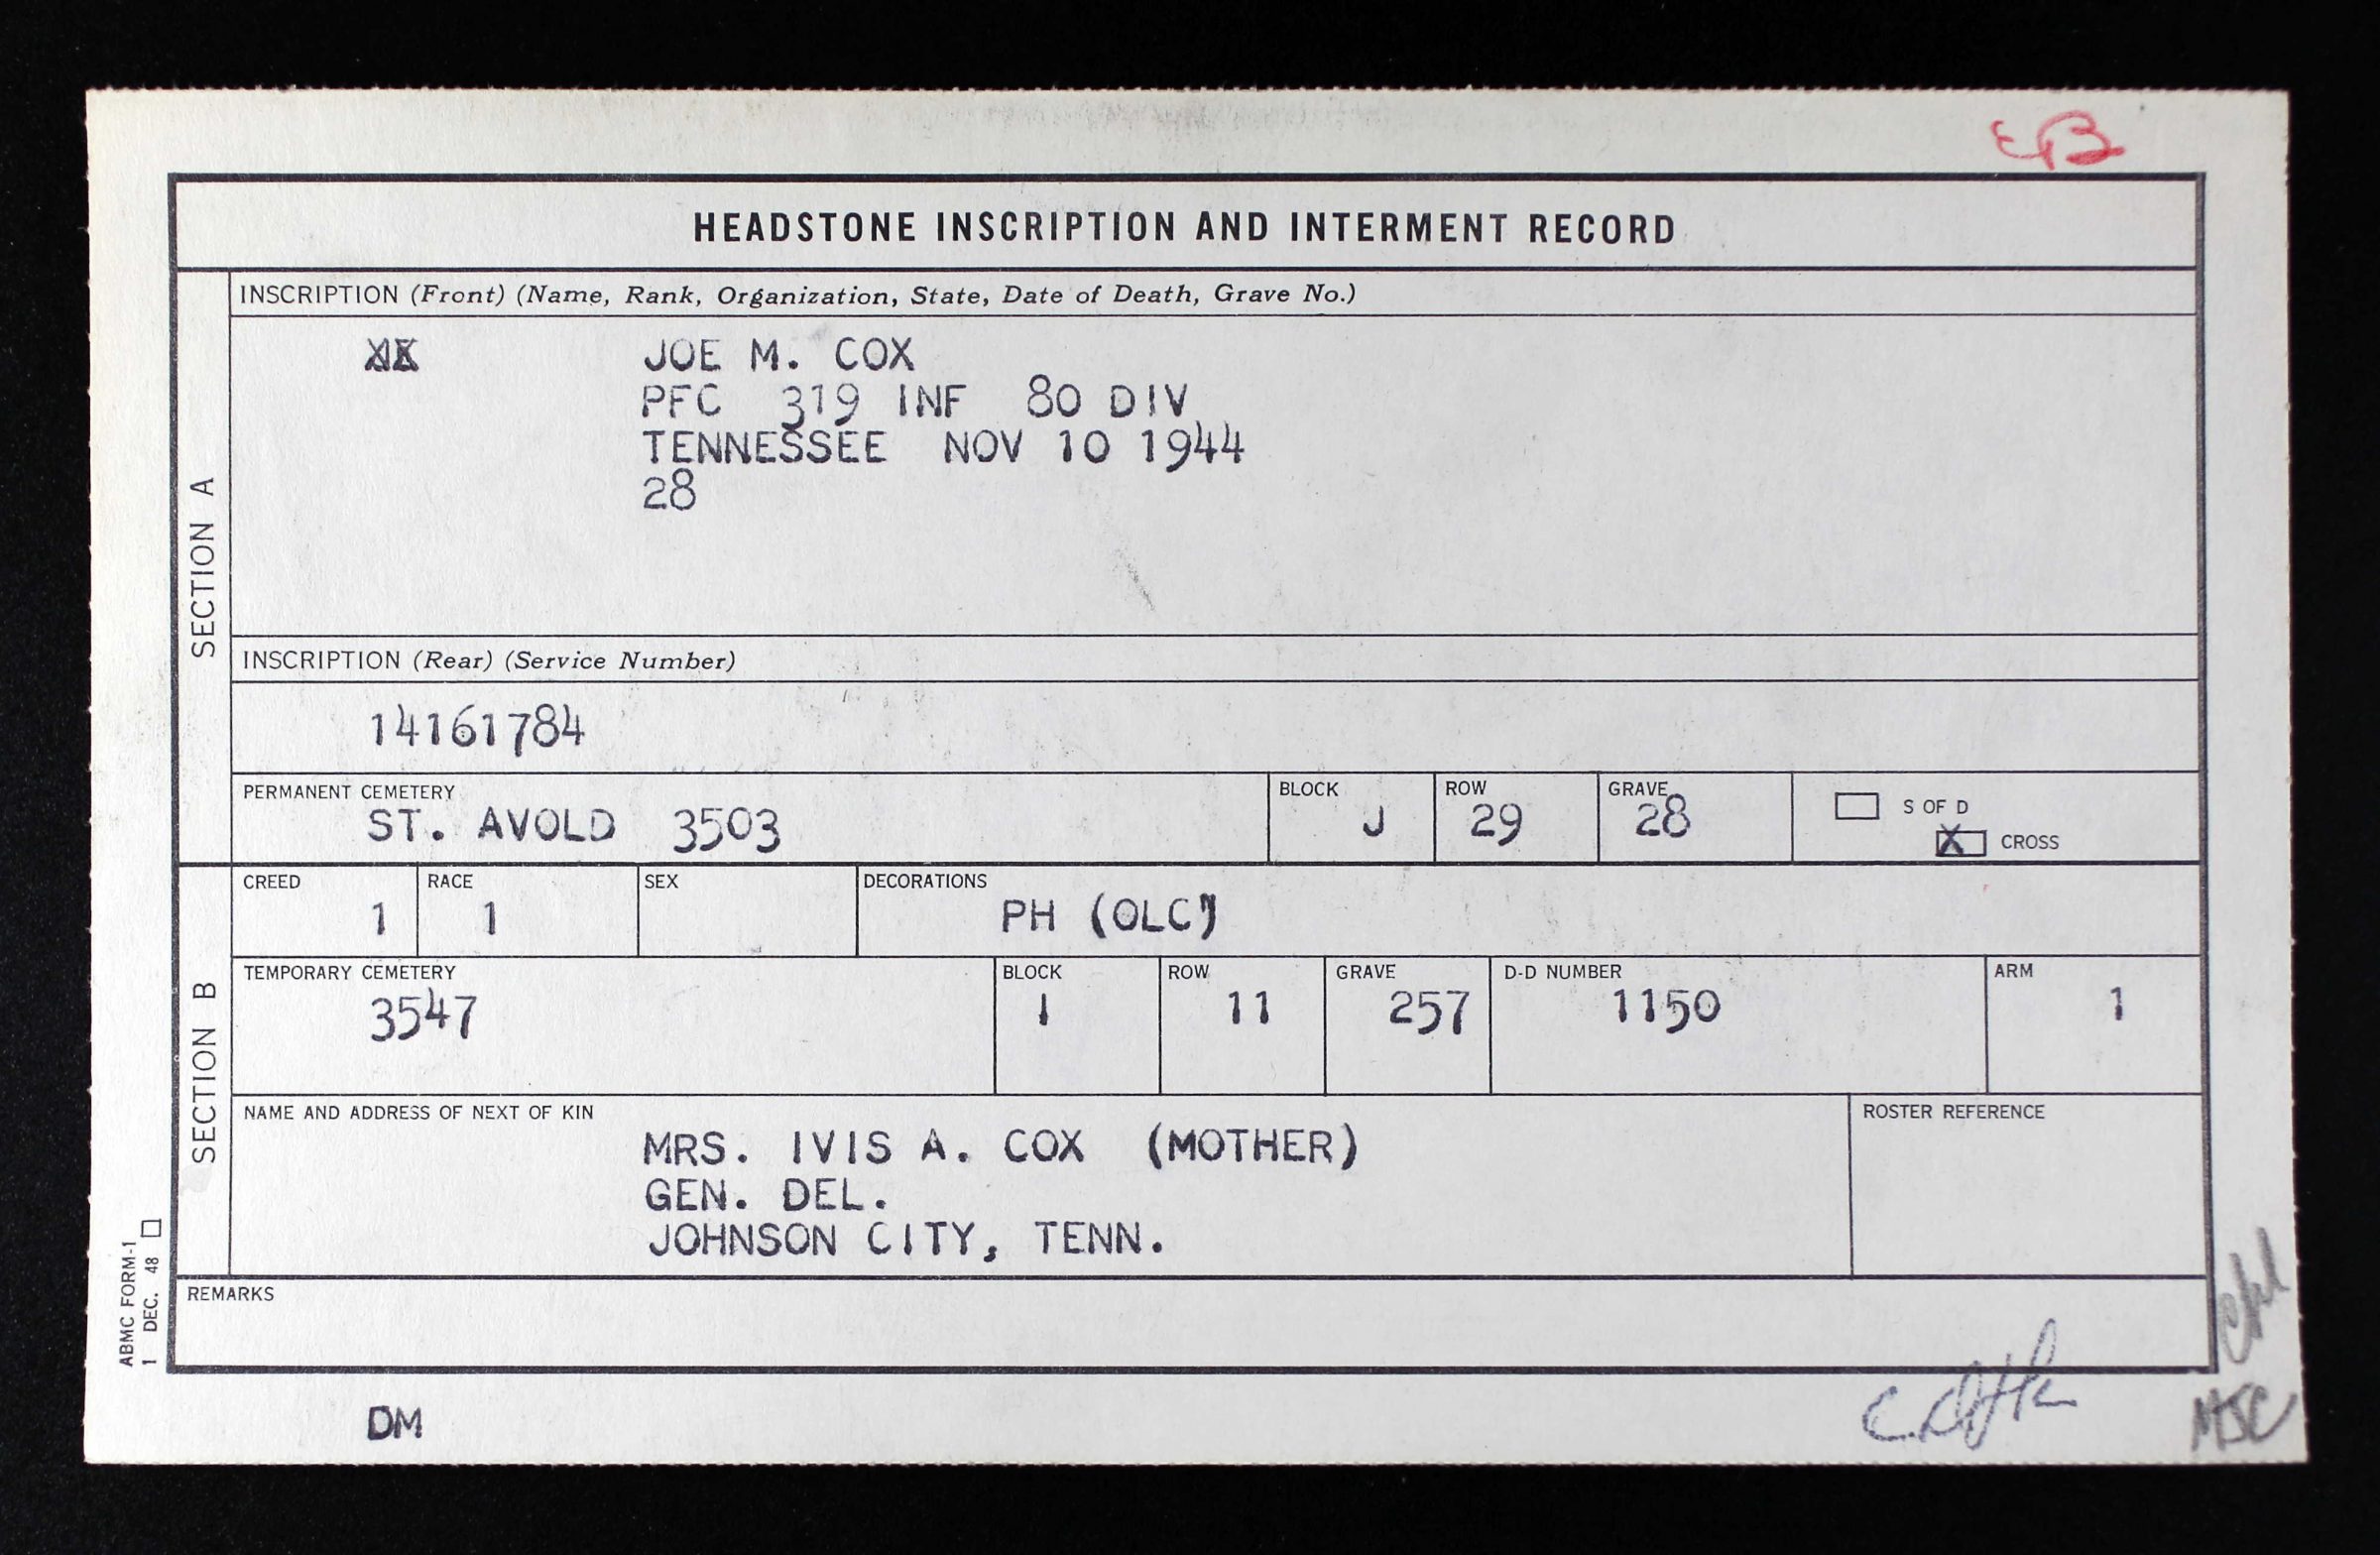 HEADSTONE INSCRIPTION AND INTERMENT RECORD
SECTION A
INSCRIPTION (Front) (Name, Rank, Organization, State, Date of Death, Grave No.)
JOE M. COX
PFC 319 INF 80 DIV
TENNESSEE NOV 10 1944
28
INSCRIPTION (Rear) (Service Number)
14161784
PERMANENT CEMETERY BLOCK ROW GRAVE
ST. AVOLD 3503 J 29 28
S OF D
X CROSS
SECTION B
CREED RACE SEX DECORATIONS
1 1 PH (OLC)
TEMPORARY CEMETERY BLOCK ROW GRAVE D-D NUMBER ARM
3547 1 11 257 1150 1
NAME AND ADDRESS OF NEXT OF KIN ROSTER REFERENCE
MRS. IVIS A. COX (MOTHER)
GEN. DEL.
JOHNSON CITY, TENN.
REMARKS
ABMC FORM-1
1 DEC. 48
DM
MJC